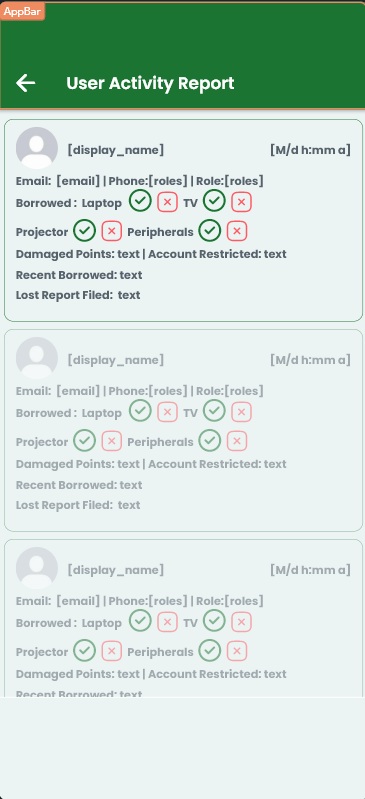 AppBar
User Activity Report
[display_name] [M/d h:mm a]
Email: [email] | Phone:[roles] | Role:[roles]
Borrowed : Laptop TV
Projector Peripherals
Damaged Points: text | Account Restricted: text
Recent Borrowed: text
Lost Report Filed: text
[display_name] [M/d h:mm a]
Email: [email] | Phone:[roles] | Role:[roles]
Borrowed : Laptop TV
Projector Peripherals
Damaged Points: text | Account Restricted: text
Recent Borrowed: text
Lost Report Filed: text
[display_name] [M/d h:mm a]
Email: [email] | Phone:[roles] | Role:[roles]
Borrowed : Laptop TV
Projector Peripherals
Damaged Points: text | Account Restricted: text
Recent Borrowed: text